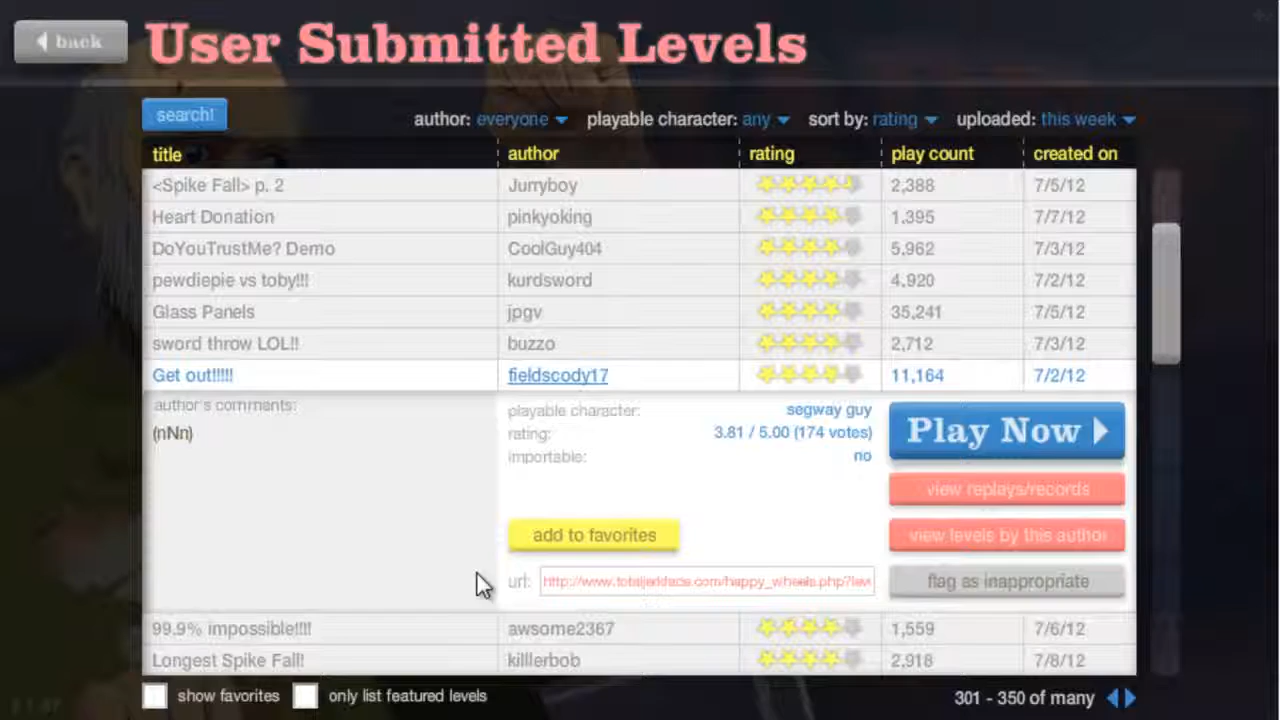 back
User Submitted Levels
search!
author: everyone playable character: any sort by: rating uploaded: this week
title author rating play count created on
<Spike Fall> p. 2 Jurryboy 2,388 7/5/12
Heart Donation pinkyoking 1,395 7/7/12
DoYouTrustMe? Demo CoolGuy404 5,962 7/3/12
pewdiepie vs toby!!! kurdsword 4,920 7/2/12
Glass Panels jpgv 35,241 7/5/12
sword throw LOL!! buzzo 2,712 7/3/12
Get out!!!!! fieldscody17 11,164 7/2/12
author's comments:
(nNn)
playable character: segway guy
rating: 3.81 / 5.00 (174 votes)
importable: no
Play Now
view replays/records
add to favorites
view levels by this author
url: http://www.totaljerkface.com/happy_wheels.php?lev
flag as inappropriate
99.9% impossible!!!! awsome2367 1,559 7/6/12
Longest Spike Fall! killlerbob 2,918 7/8/12
show favorites only list featured levels
301 - 350 of many